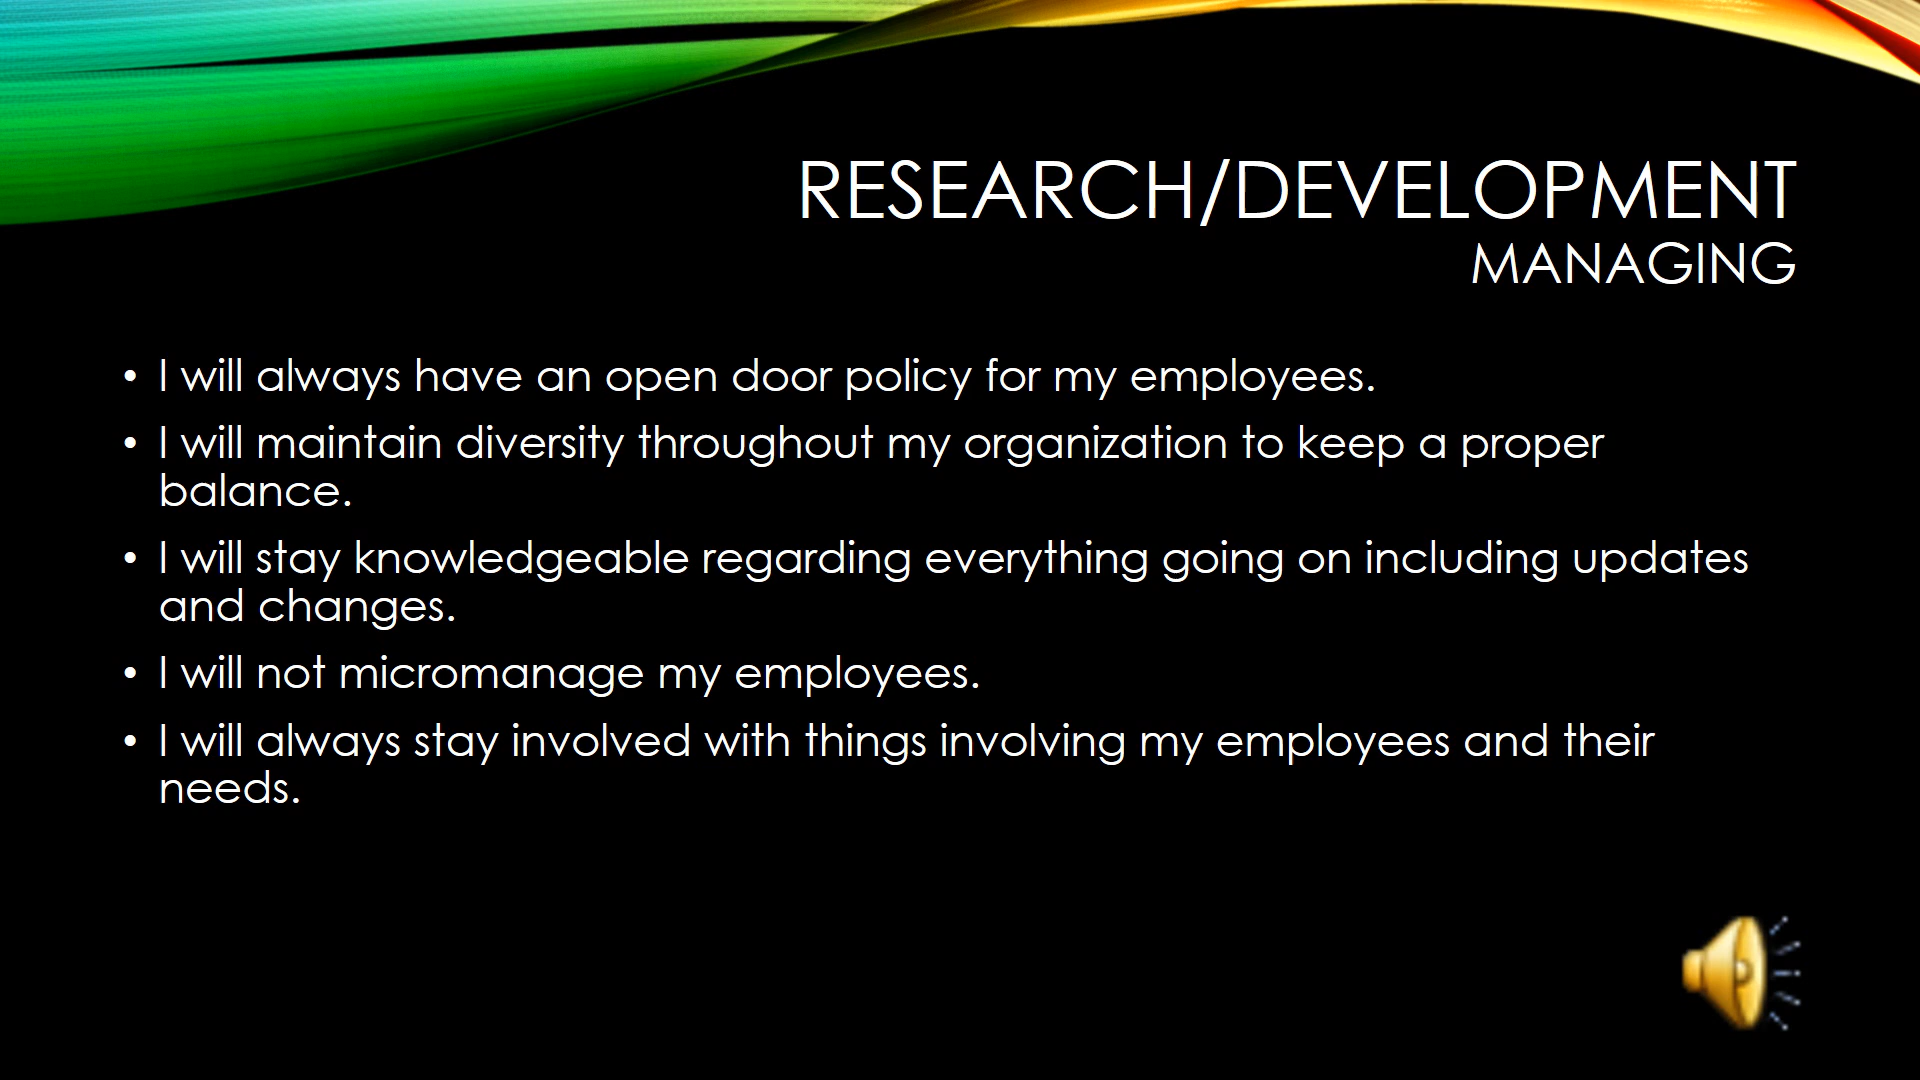 RESEARCH/DEVELOPMENT
MANAGING
• I will always have an open door policy for my employees.
• I will maintain diversity throughout my organization to keep a proper
balance.
• I will stay knowledgeable regarding everything going on including updates
and changes.
• I will not micromanage my employees.
• I will always stay involved with things involving my employees and their
needs.